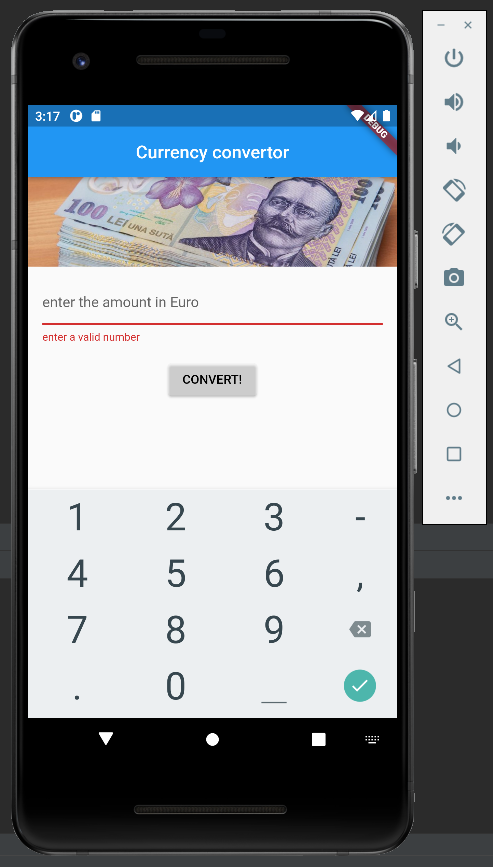 3:17
DEBUG
Currency convertor
100 LEI UNA SUTĂ
100
LEI
enter the amount in Euro
enter a valid number
CONVERT!
1 2 3 -
4 5 6 ,
7 8 9
. 0 _